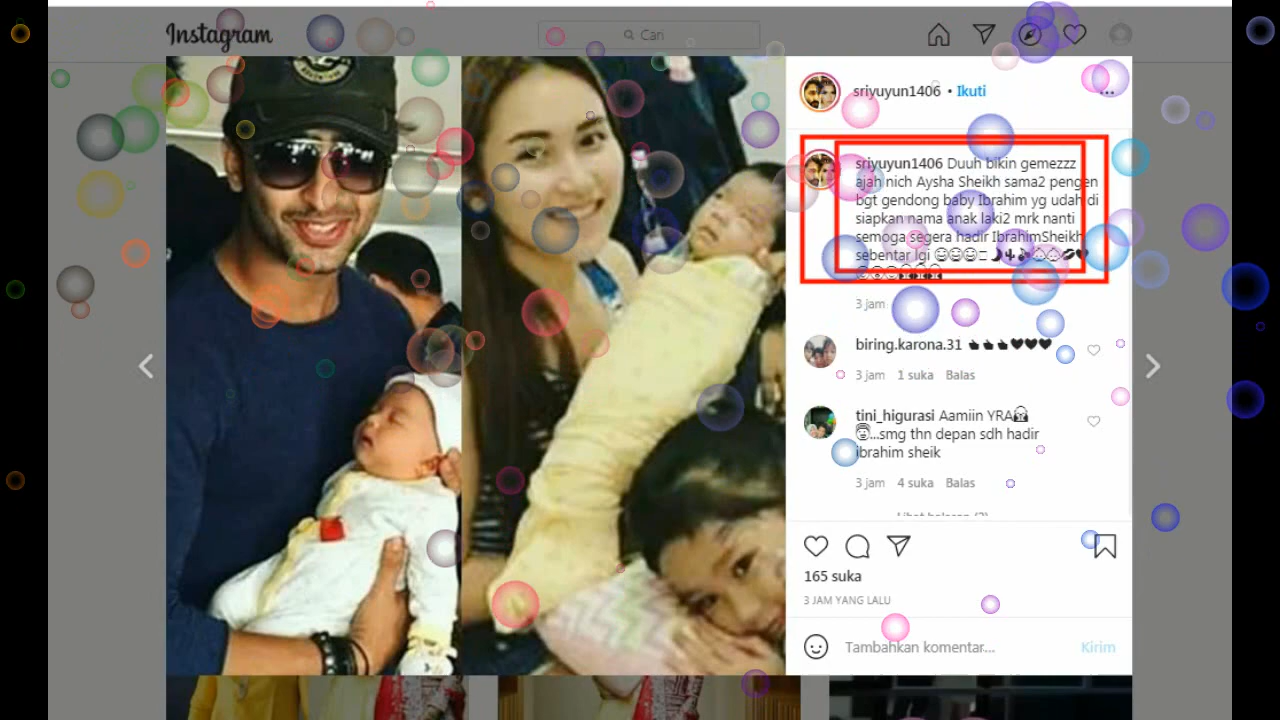 Instagram
Cari
sriyuyun1406 • Ikuti
sriyuyun1406 Duuh bikin gemezzz
ajah nich Aysha Sheikh sama2 pengen
bgt gendong baby Ibrahim yg udah di
siapkan nama anak laki2 mrk nanti
semoga segera hadir IbrahimSheikh
sebentar lgi
3 jam
biring.karona.31
3 jam 1 suka Balas
tini_higurasi Aamiin YRA
...smg thn depan sdh hadir
ibrahim sheik
3 jam 4 suka Balas
165 suka
3 JAM YANG LALU
Tambahkan komentar... Kirim